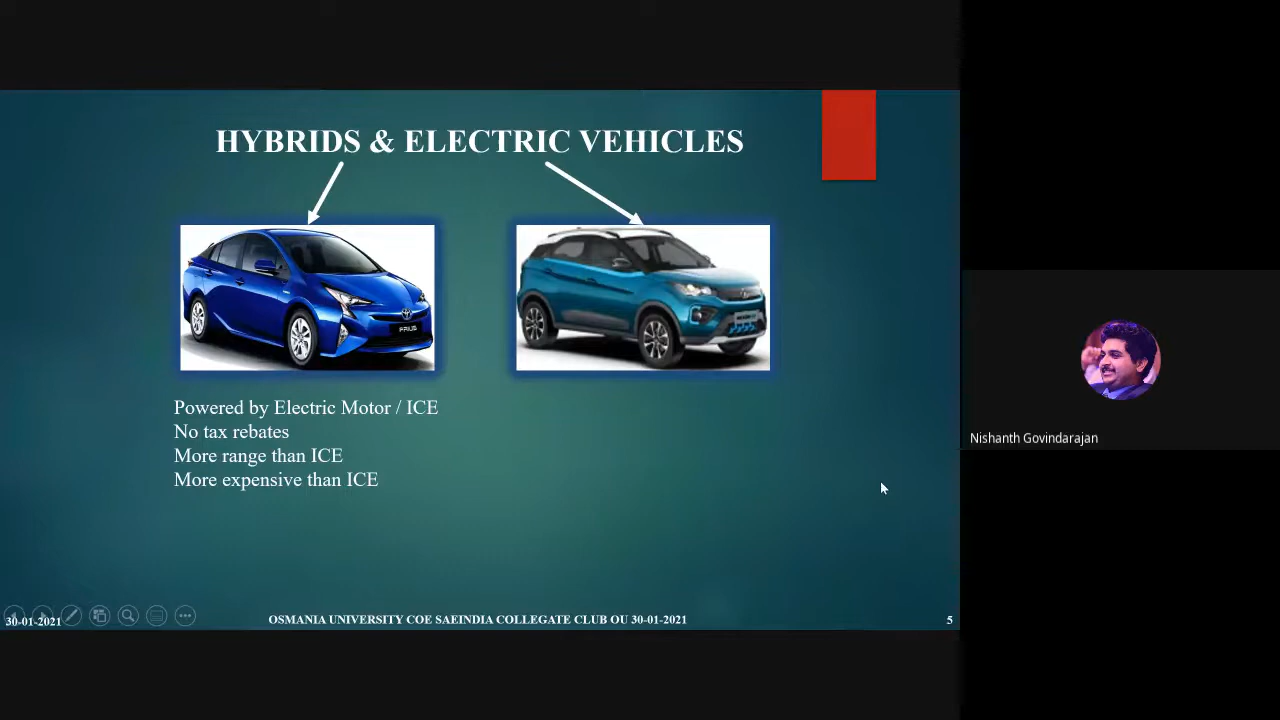 HYBRIDS & ELECTRIC VEHICLES
PRIUS
Powered by Electric Motor / ICE
No tax rebates
More range than ICE
More expensive than ICE
Nishanth Govindarajan
30-01-2021
OSMANIA UNIVERSITY COE SAEINDIA COLLEGATE CLUB OU 30-01-2021
5